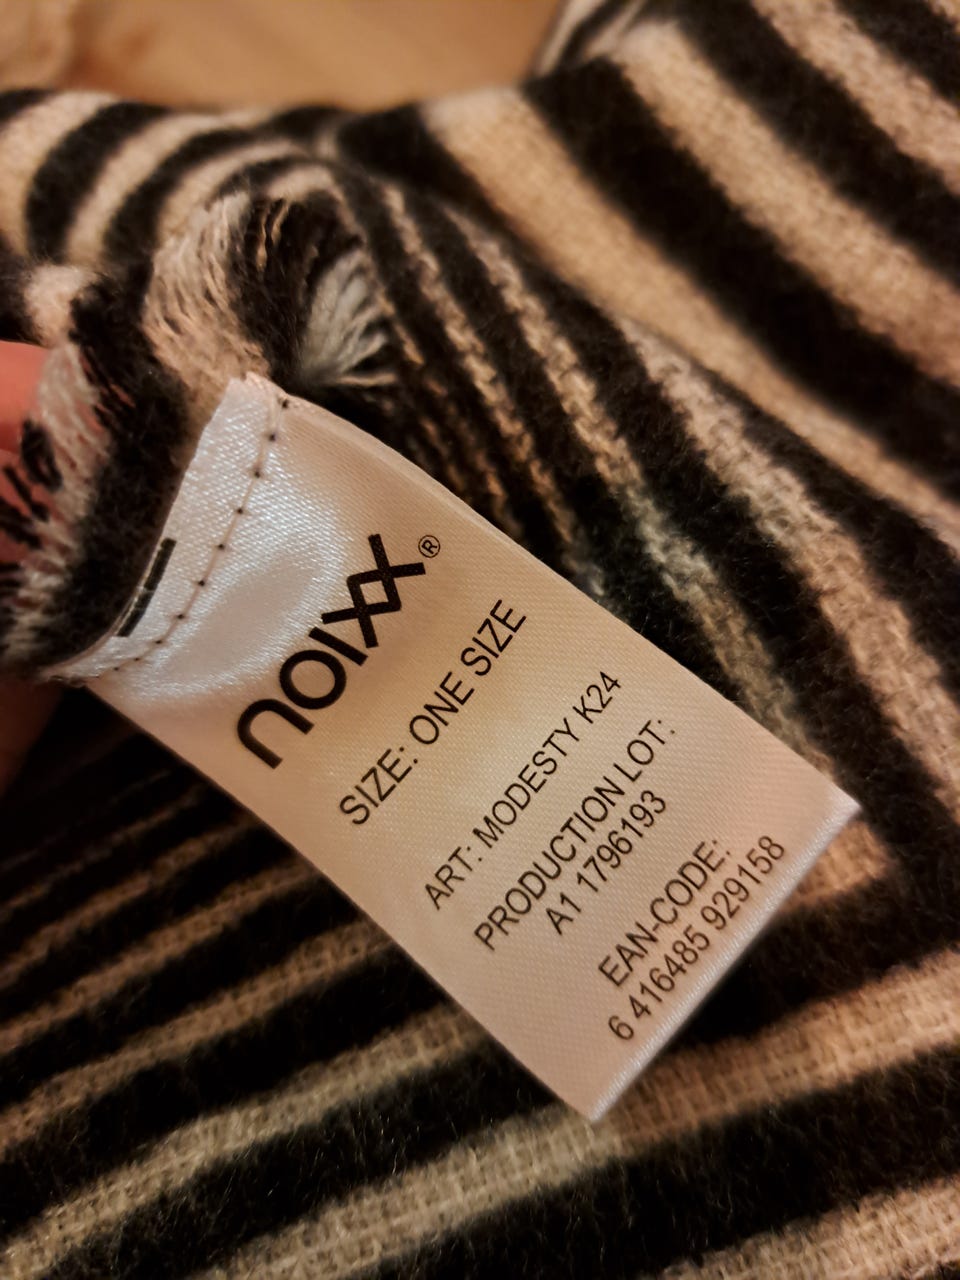 noixx®
SIZE: ONE SIZE
ART: MODESTY K24
PRODUCTION LOT:
A1 1796193
EAN-CODE:
6 416485 929158